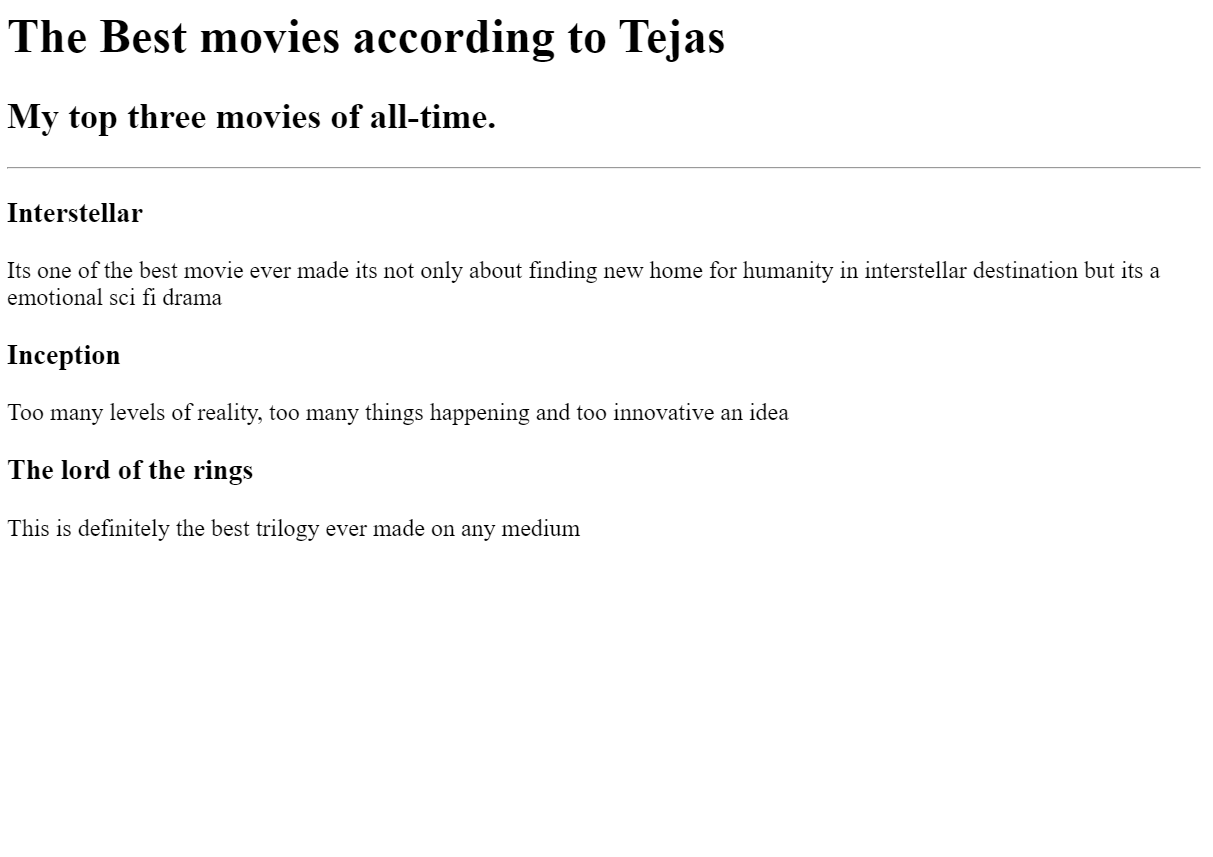 The Best movies according to Tejas
My top three movies of all-time.
Interstellar
Its one of the best movie ever made its not only about finding new home for humanity in interstellar destination but its a
emotional sci fi drama
Inception
Too many levels of reality, too many things happening and too innovative an idea
The lord of the rings
This is definitely the best trilogy ever made on any medium